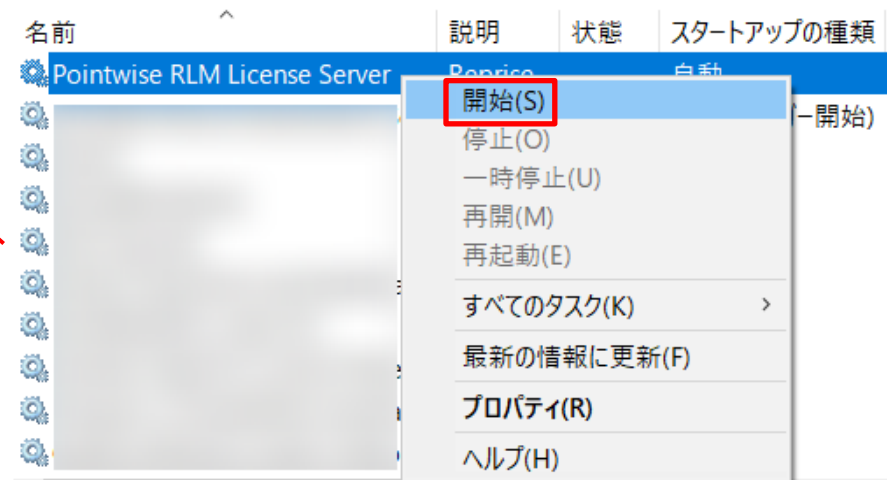 名前 説明 状態 スタートアップの種類
Pointwise RLM License Server Reprise 自動
開始(S)
ー開始)
停止(O)
一時停止(U)
再開(M)
再起動(E)
すべてのタスク(K)
最新の情報に更新(F)
プロパティ(R)
ヘルプ(H)